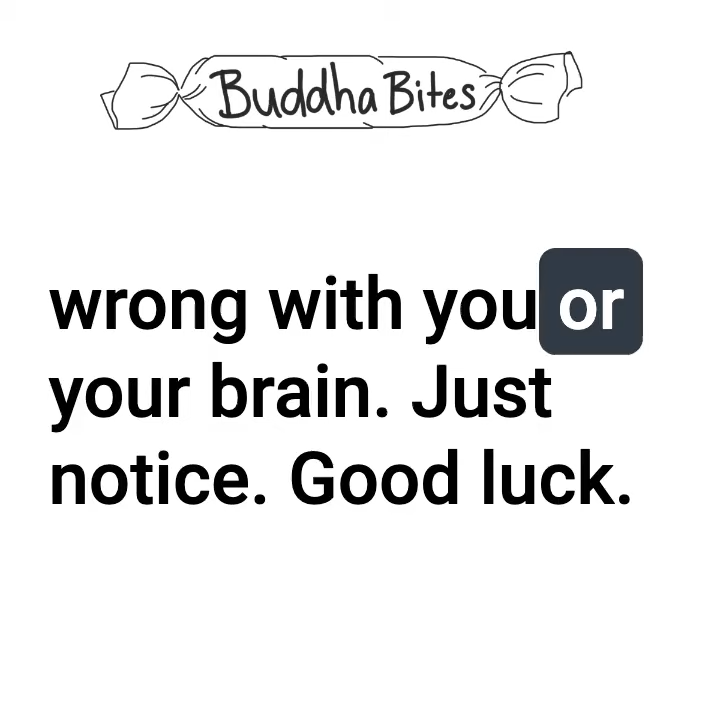 Buddha Bites
wrong with you or
your brain. Just
notice. Good luck.